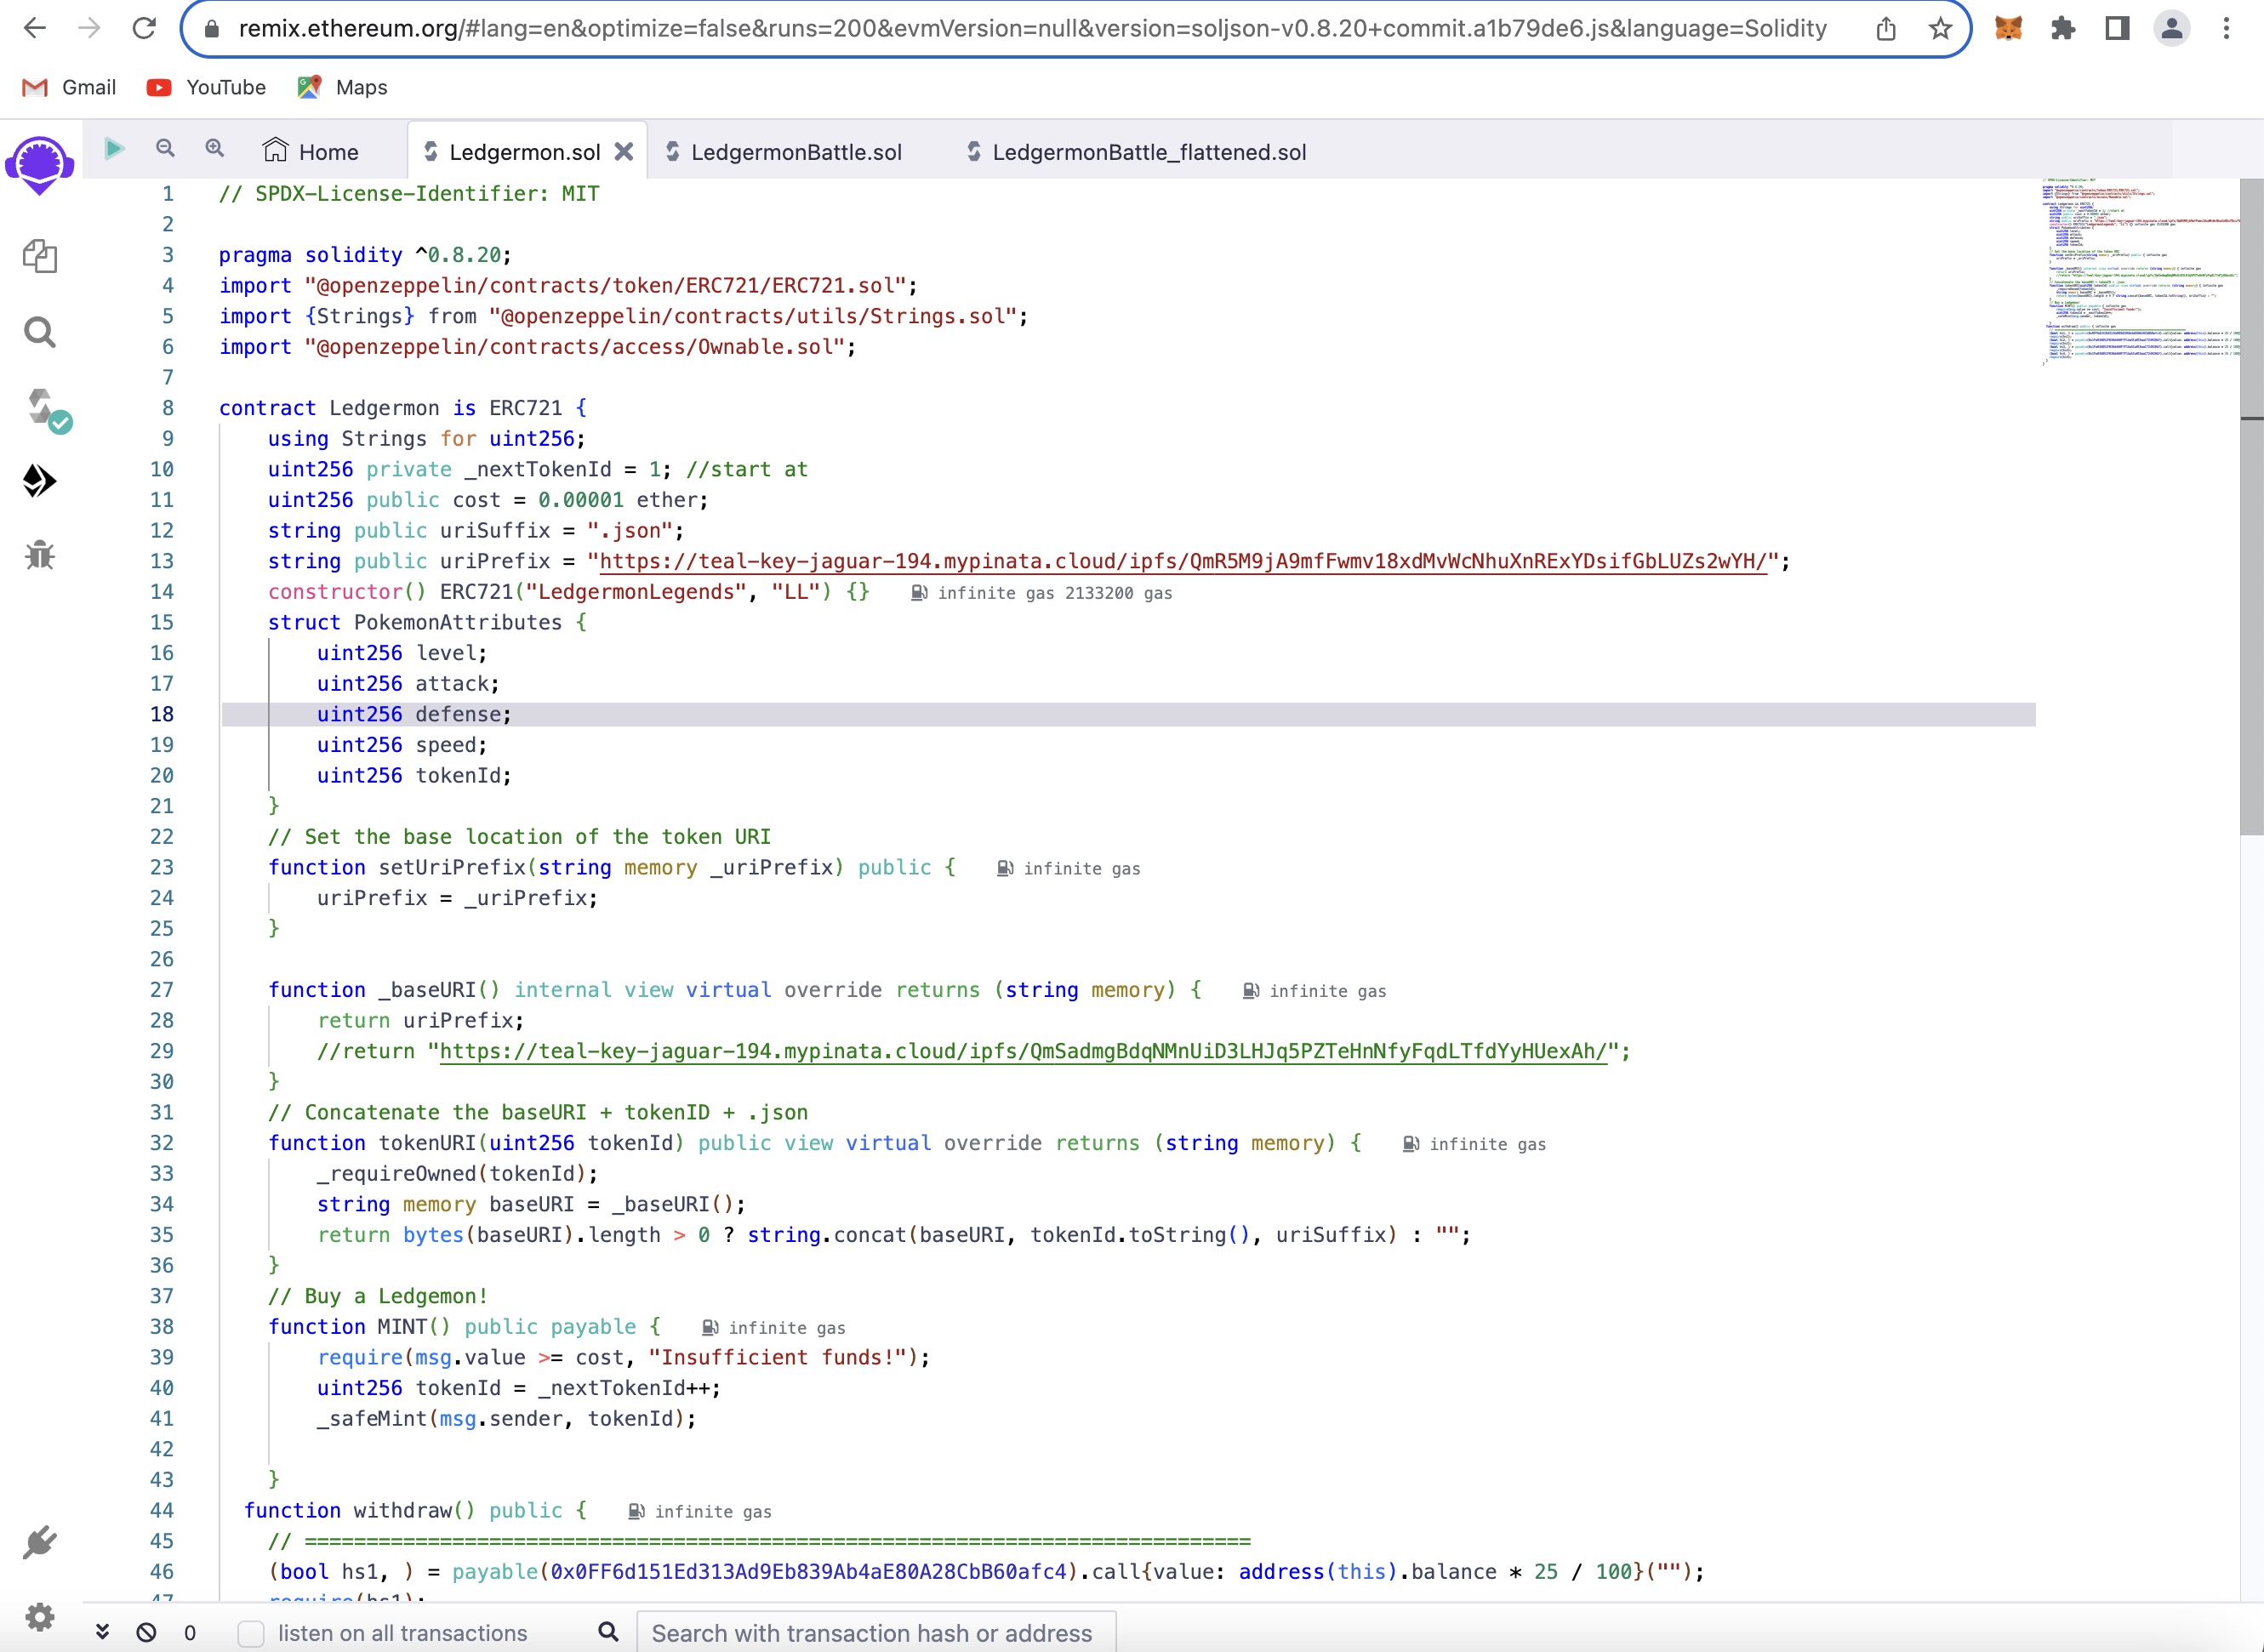 remix.ethereum.org/#lang=en&optimize=false&runs=200&evmVersion=null&version=soljson-v0.8.20+commit.a1b79de6.js&language=Solidity
Gmail YouTube Maps
Home Ledgermon.sol LedgermonBattle.sol LedgermonBattle_flattened.sol
1 // SPDX-License-Identifier: MIT
2
3 pragma solidity ^0.8.20;
4 import "@openzeppelin/contracts/token/ERC721/ERC721.sol";
5 import {Strings} from "@openzeppelin/contracts/utils/Strings.sol";
6 import "@openzeppelin/contracts/access/Ownable.sol";
7
8 contract Ledgermon is ERC721 {
9 using Strings for uint256;
10 uint256 private _nextTokenId = 1; //start at
11 uint256 public cost = 0.00001 ether;
12 string public uriSuffix = ".json";
13 string public uriPrefix = "https://teal-key-jaguar-194.mypinata.cloud/ipfs/QmR5M9jA9mfFwmv18xdMvWcNhuXnRExYDsifGbLUZs2wYH/";
14 constructor() ERC721("LedgermonLegends", "LL") {} infinite gas 2133200 gas
15 struct PokemonAttributes {
16 uint256 level;
17 uint256 attack;
18 uint256 defense;
19 uint256 speed;
20 uint256 tokenId;
21 }
22 // Set the base location of the token URI
23 function setUriPrefix(string memory _uriPrefix) public { infinite gas
24 uriPrefix = _uriPrefix;
25 }
26
27 function _baseURI() internal view virtual override returns (string memory) { infinite gas
28 return uriPrefix;
29 //return "https://teal-key-jaguar-194.mypinata.cloud/ipfs/QmSadmgBdqNMnUiD3LHJq5PZTeHnNfyFqdLTfdYyHUexAh/";
30 }
31 // Concatenate the baseURI + tokenID + .json
32 function tokenURI(uint256 tokenId) public view virtual override returns (string memory) { infinite gas
33 _requireOwned(tokenId);
34 string memory baseURI = _baseURI();
35 return bytes(baseURI).length > 0 ? string.concat(baseURI, tokenId.toString(), uriSuffix) : "";
36 }
37 // Buy a Ledgemon!
38 function MINT() public payable { infinite gas
39 require(msg.value >= cost, "Insufficient funds!");
40 uint256 tokenId = _nextTokenId++;
41 _safeMint(msg.sender, tokenId);
42
43 }
44 function withdraw() public { infinite gas
45 // =============================================================================
46 (bool hs1, ) = payable(0x0FF6d151Ed313Ad9Eb839Ab4aE80A28CbB60afc4).call{value: address(this).balance * 25 / 100}("");
47 require(hs1);
0 listen on all transactions Search with transaction hash or address